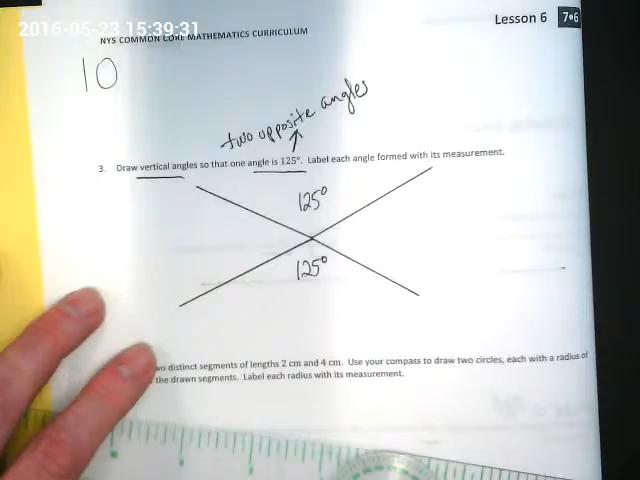 2016-05-23 15:39:31
NYS COMMON CORE MATHEMATICS CURRICULUM
Lesson 6 7•6
10
two opposite angles
3. Draw vertical angles so that one angle is 125°. Label each angle formed with its measurement.
125°
125°
distinct segments of lengths 2 cm and 4 cm. Use your compass to draw two circles, each with a radius of
the drawn segments. Label each radius with its measurement.